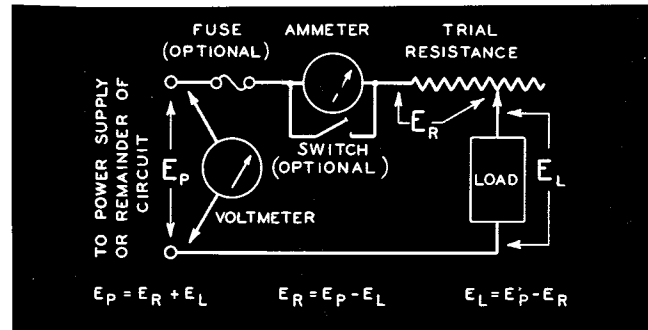 FUSE
(OPTIONAL)
AMMETER
TRIAL
RESISTANCE
TO POWER SUPPLY
OR REMAINDER OF
CIRCUIT
E_P
VOLTMETER
SWITCH
(OPTIONAL)
E_R
LOAD
E_L
E_P = E_R + E_L
E_R = E_P - E_L
E_L = E_P - E_R